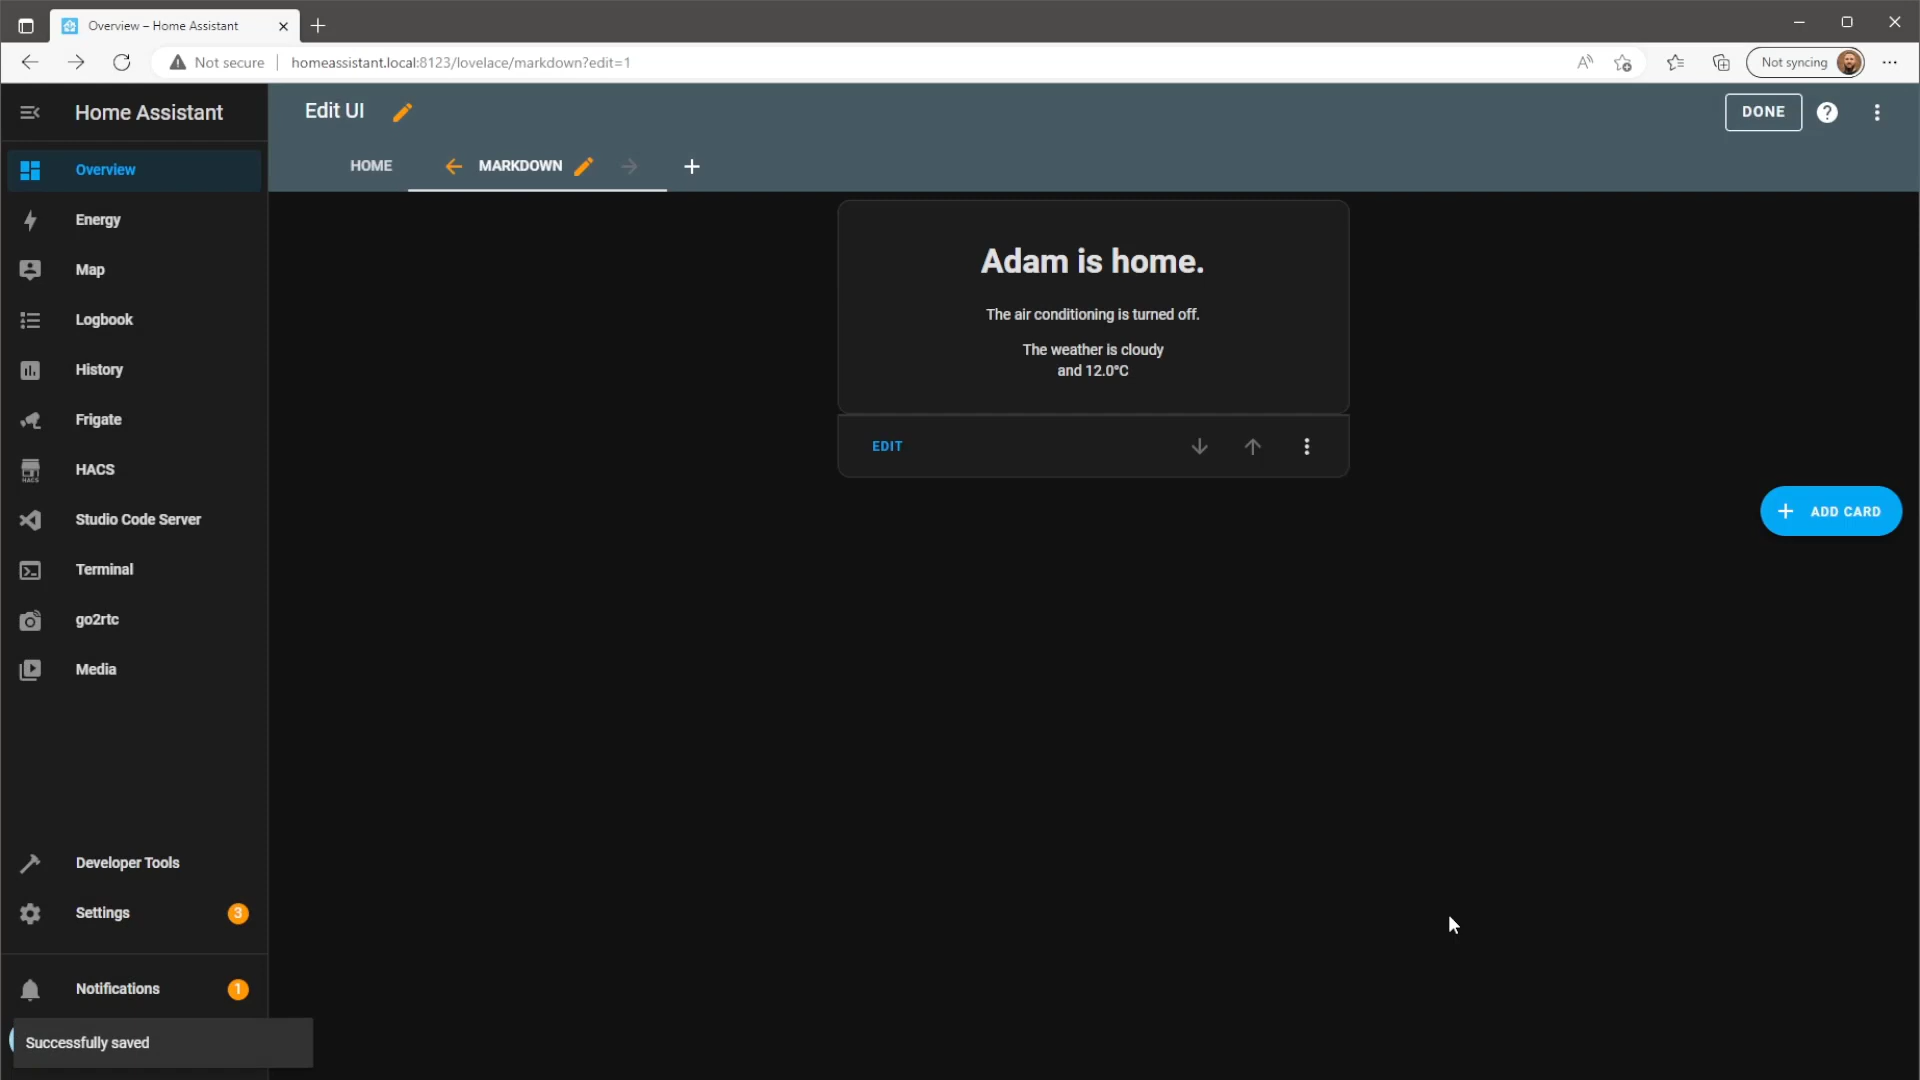 Overview – Home Assistant
Not secure
homeassistant.local:8123/lovelace/markdown?edit=1
Not syncing
Home Assistant
Edit UI
DONE
HOME
MARKDOWN
Overview
Energy
Map
Logbook
History
Frigate
HACS
HACS
Studio Code Server
Terminal
go2rtc
Media
Developer Tools
Settings
3
Notifications
1
Successfully saved
Adam is home.
The air conditioning is turned off.
The weather is cloudy
and 12.0°C
EDIT
ADD CARD